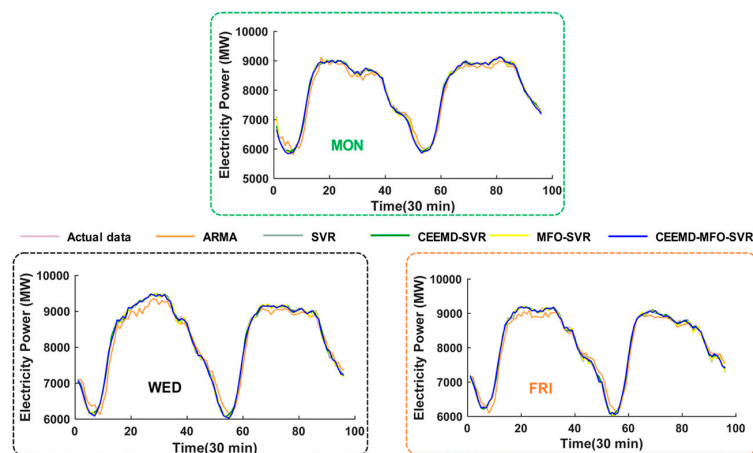 10000
9000
8000
7000
6000
5000
Electricity Power (MW)
MON
0 20 40 60 80 100
Time(30 min)
Actual data ARMA SVR CEEMD-SVR MFO-SVR CEEMD-MFO-SVR
10000
9000
8000
7000
6000
Electricity Power (MW)
WED
0 20 40 60 80 100
Time(30 min)
10000
9000
8000
7000
6000
Electricity Power (MW)
FRI
0 20 40 60 80 100
Time(30 min)